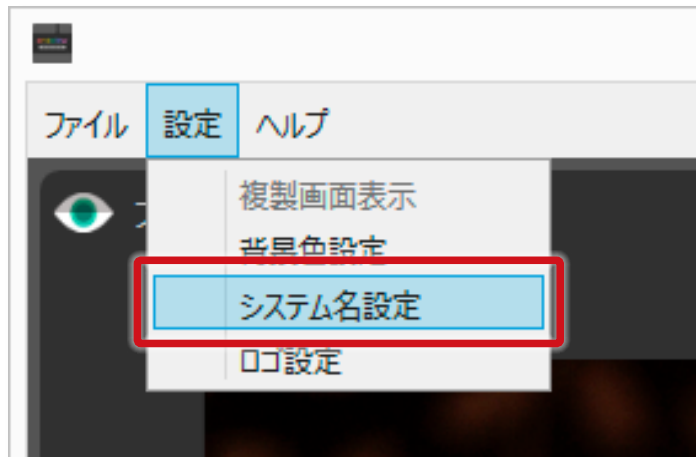 ファイル 設定 ヘルプ
複製画面表示
背景色設定
システム名設定
ロゴ設定